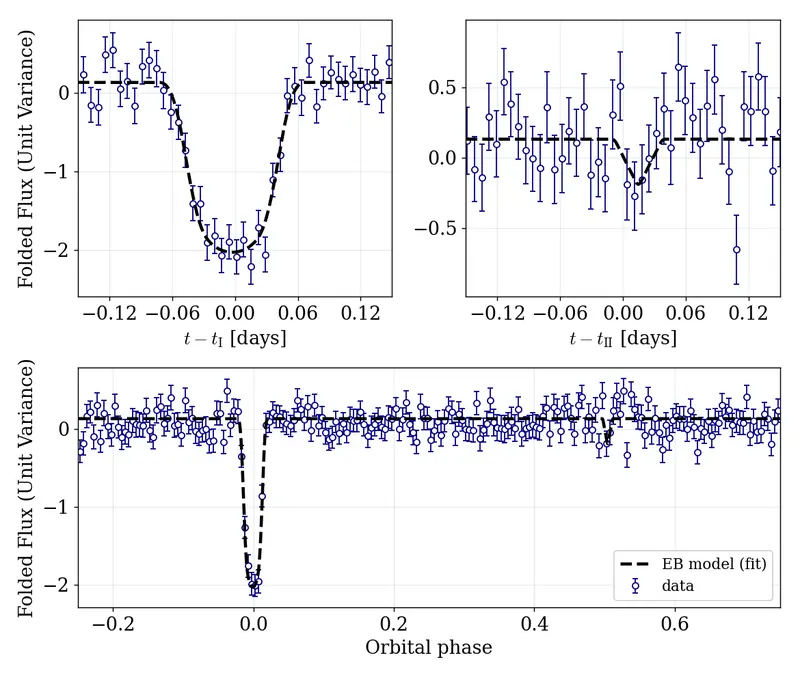 Folded Flux (Unit Variance)
0
−1
−2
−0.12 −0.06 0.00 0.06 0.12
t − t_I [days]
0.5
0.0
−0.5
−0.12 −0.06 0.00 0.06 0.12
t − t_II [days]
Folded Flux (Unit Variance)
0
−1
−2
−0.2 0.0 0.2 0.4 0.6
Orbital phase
EB model (fit)
data